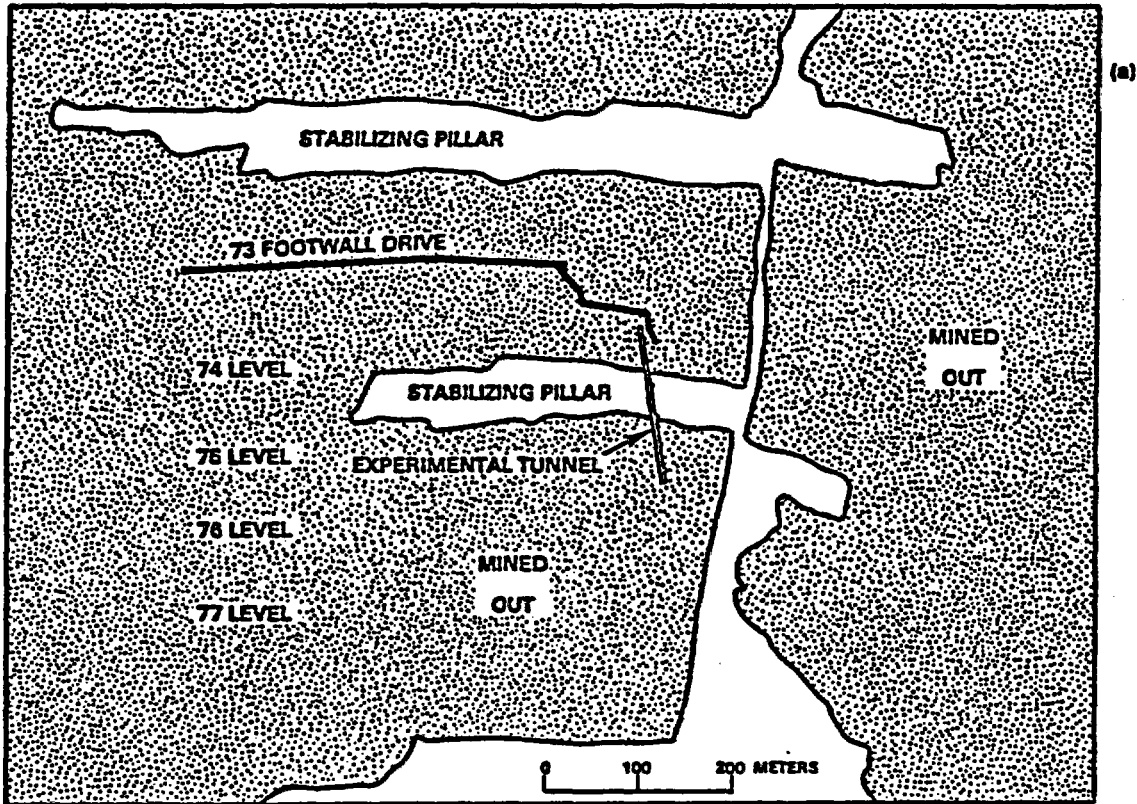 (a)
STABILIZING PILLAR
73 FOOTWALL DRIVE
MINED
OUT
74 LEVEL
STABILIZING PILLAR
75 LEVEL
EXPERIMENTAL TUNNEL
76 LEVEL
MINED
OUT
77 LEVEL
0 100 200 METERS